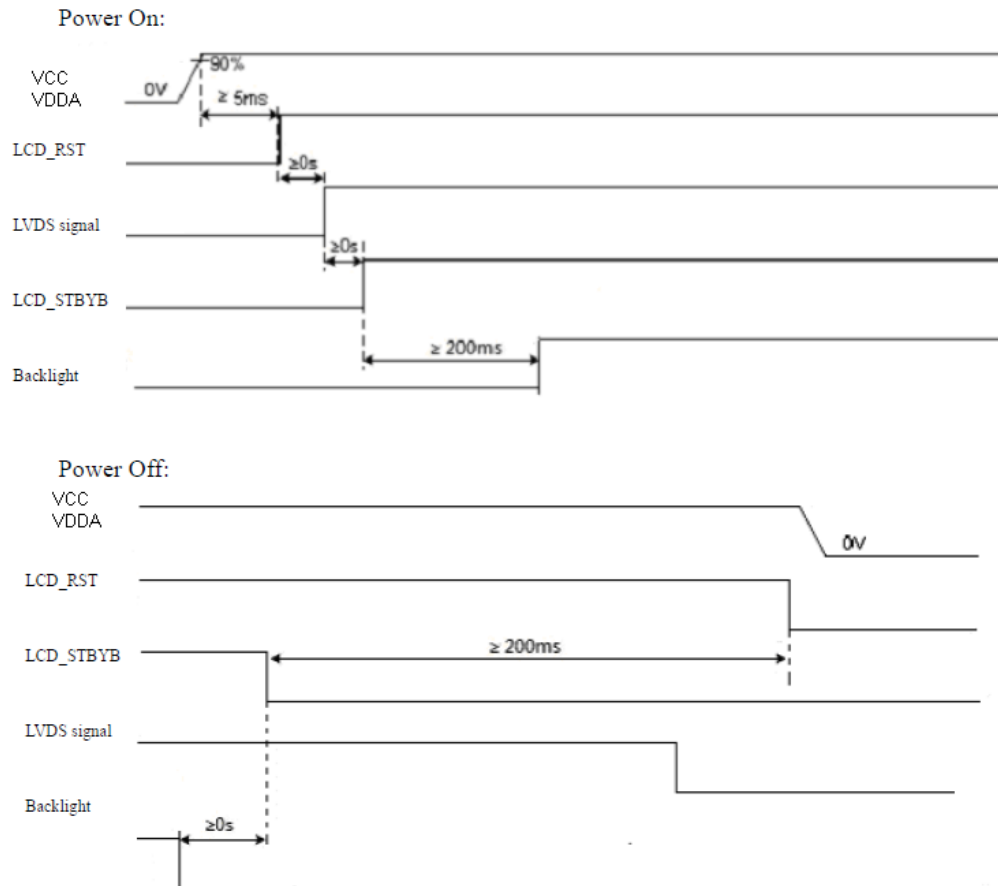 Power On:
90%
VCC
0V
VDDA
≥ 5ms
LCD_RST
≥0s
LVDS signal
≥0s
LCD_STBYB
≥ 200ms
Backlight
Power Off:
VCC
VDDA
0V
LCD_RST
≥ 200ms
LCD_STBYB
LVDS signal
Backlight
≥0s